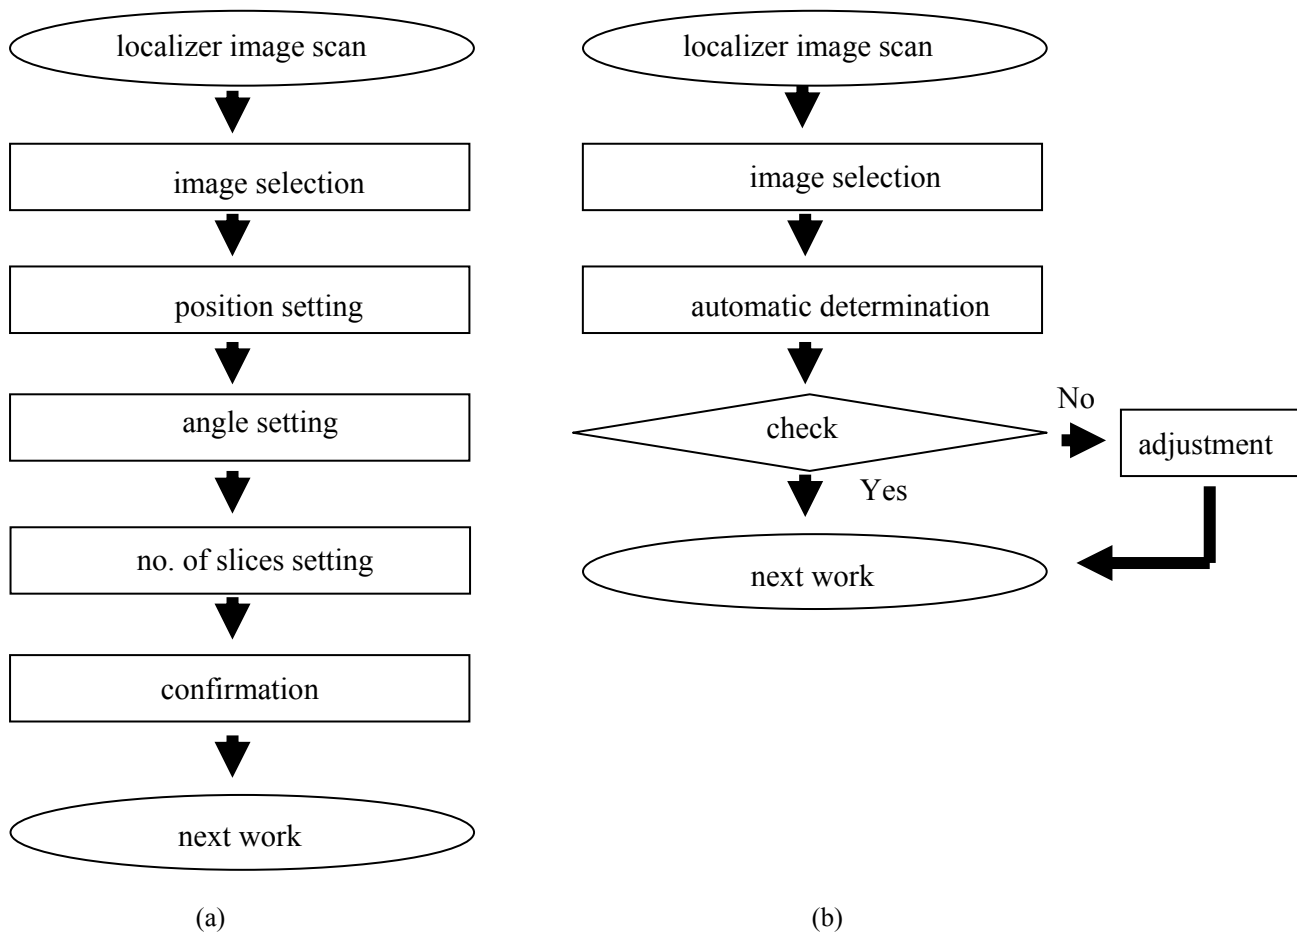 localizer image scan
image selection
position setting
angle setting
no. of slices setting
confirmation
next work
(a)
localizer image scan
image selection
automatic determination
check
No
adjustment
Yes
next work
(b)